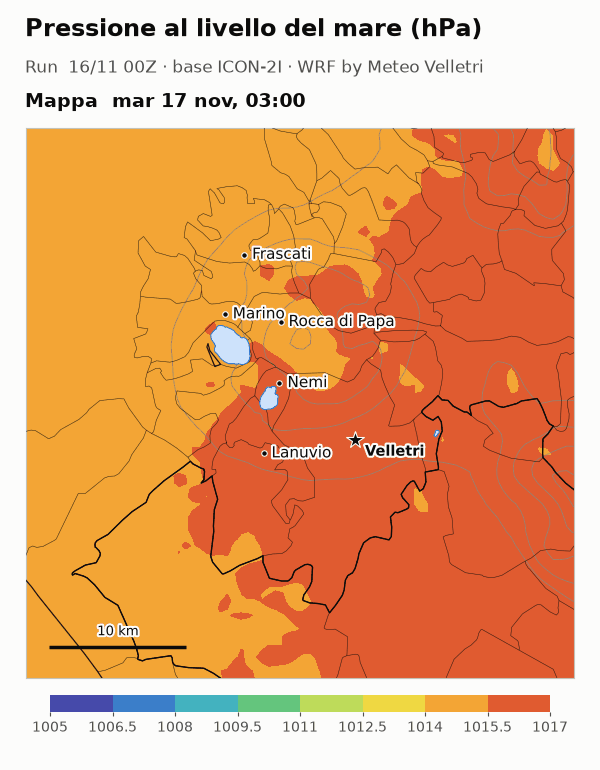 Pressione al livello del mare (hPa)
Run  16/11 00Z · base ICON-2I · WRF by Meteo Velletri
Mappa  mar 17 nov, 03:00
Frascati
Marino
Rocca di Papa
Nemi
Lanuvio
Velletri
10 km
1005 1006.5 1008 1009.5 1011 1012.5 1014 1015.5 1017